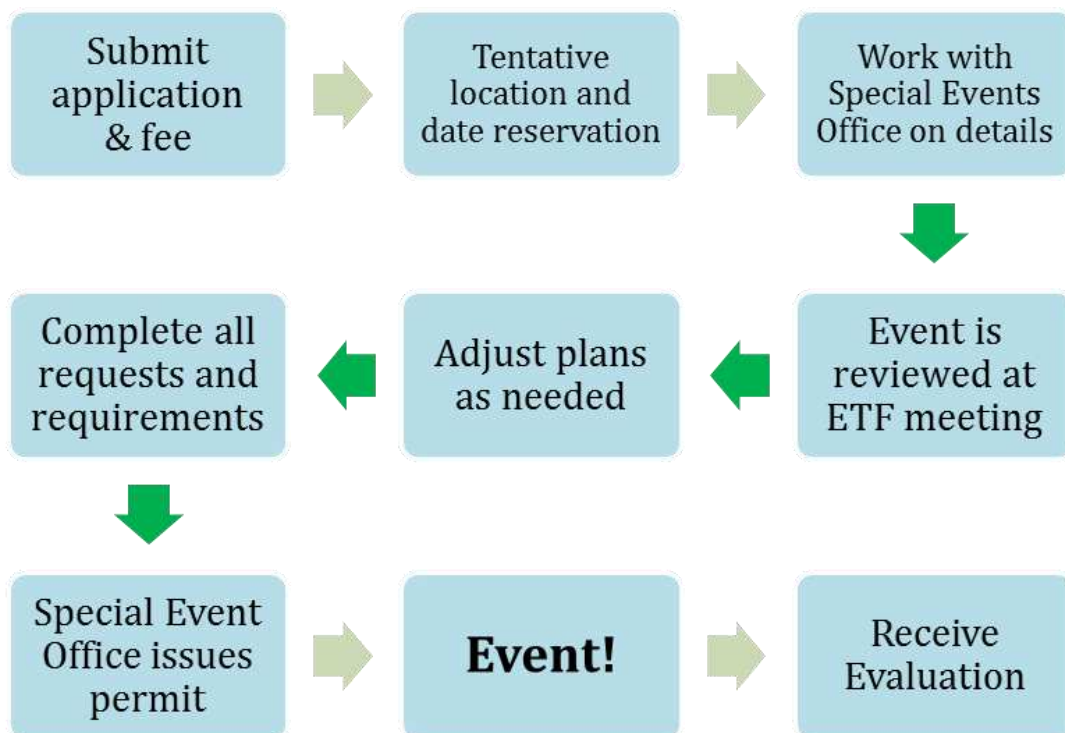 Submit
application
& fee
Tentative
location and
date reservation
Work with
Special Events
Office on details
Event is
reviewed at
ETF meeting
Adjust plans
as needed
Complete all
requests and
requirements
Special Event
Office issues
permit
Event!
Receive
Evaluation